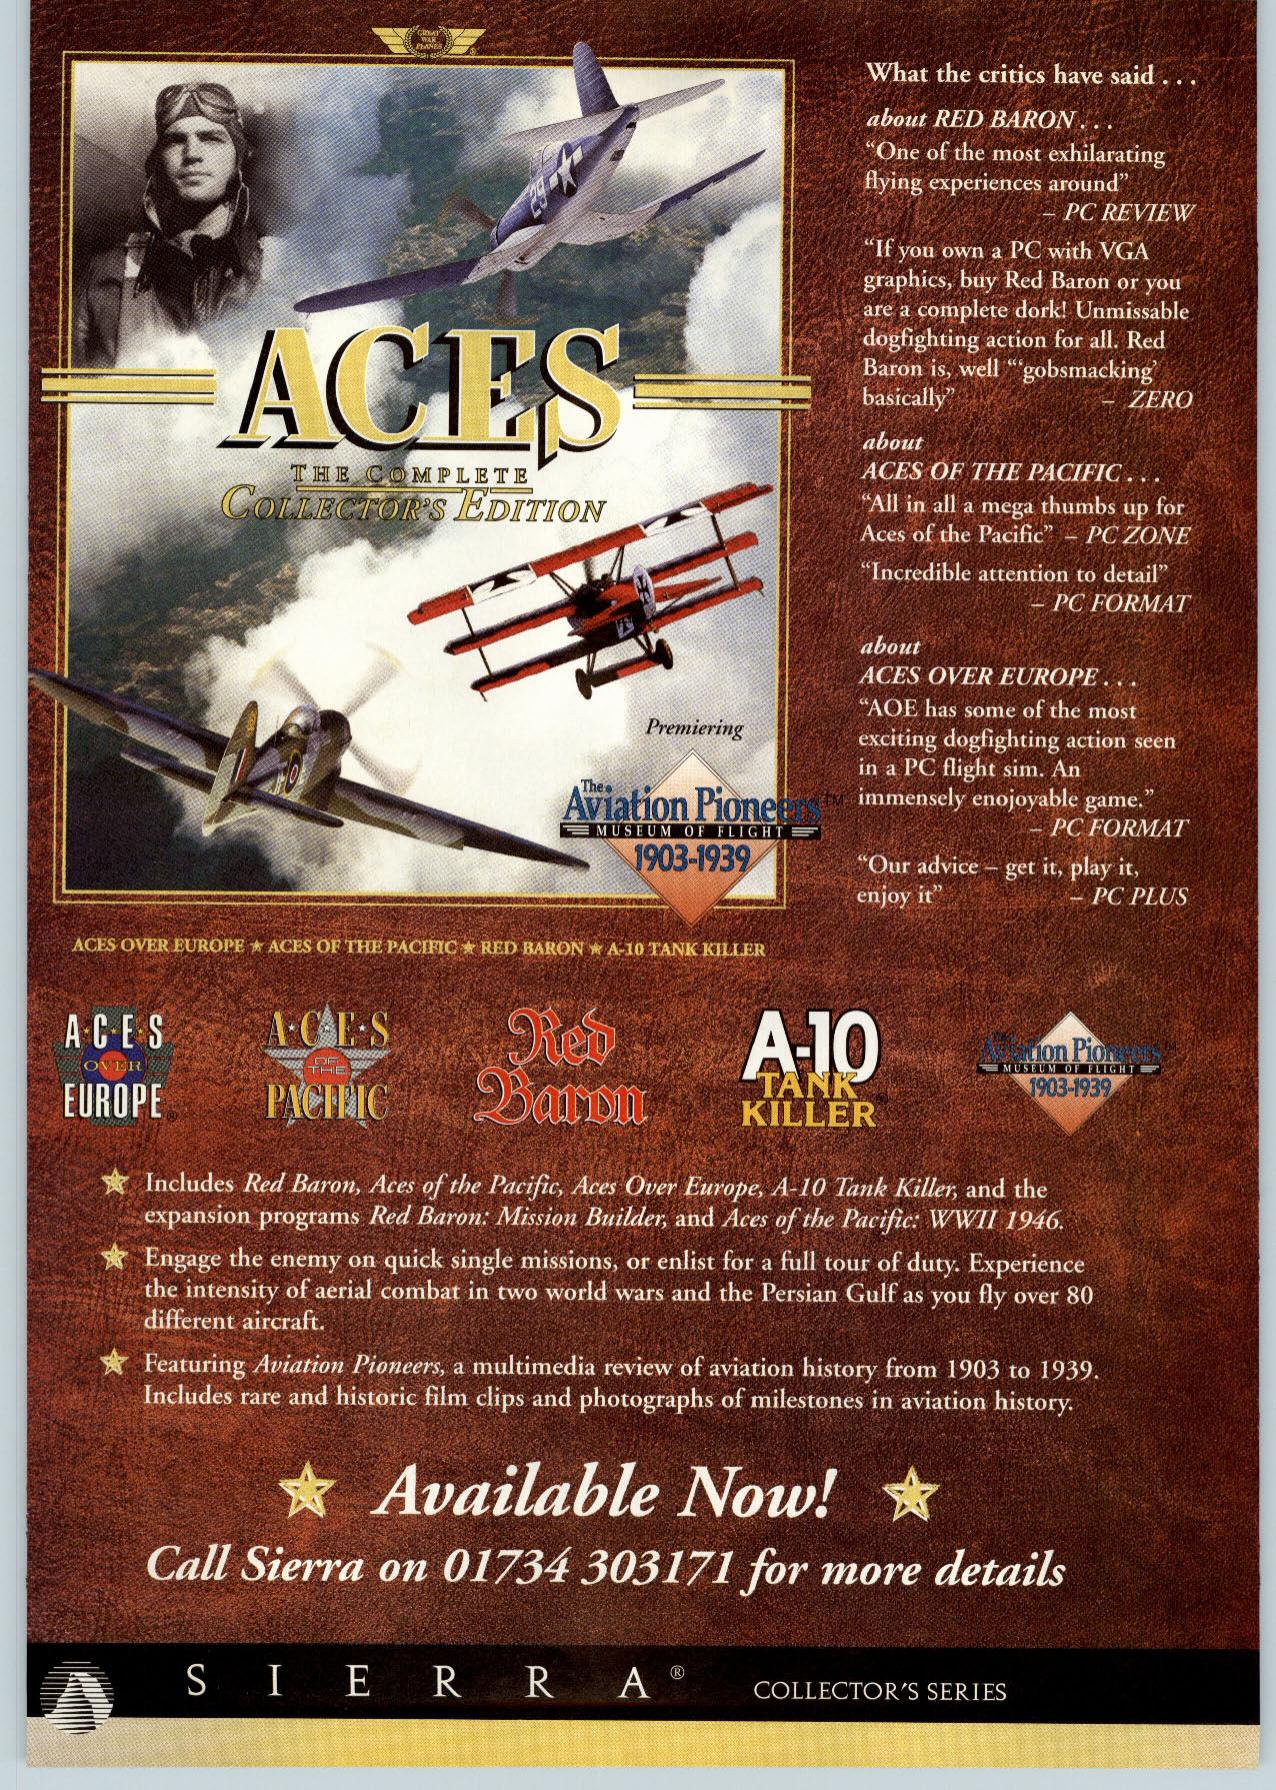 GREAT
WAR
PLANES
ACES
THE COMPLETE
COLLECTOR'S EDITION
29
Premiering
The
Aviation Pioneers™
MUSEUM OF FLIGHT
1903-1939
ACES OVER EUROPE ★ ACES OF THE PACIFIC ★ RED BARON ★ A-10 TANK KILLER
What the critics have said . . .
about RED BARON . . .
“One of the most exhilarating
flying experiences around”
– PC REVIEW
“If you own a PC with VGA
graphics, buy Red Baron or you
are a complete dork! Unmissable
dogfighting action for all. Red
Baron is, well “‘gobsmacking’
basically” – ZERO
about
ACES OF THE PACIFIC . . .
“All in all a mega thumbs up for
Aces of the Pacific” – PC ZONE
“Incredible attention to detail”
– PC FORMAT
about
ACES OVER EUROPE . . .
“AOE has some of the most
exciting dogfighting action seen
in a PC flight sim. An
immensely enojoyable game.”
– PC FORMAT
“Our advice – get it, play it,
enjoy it” – PC PLUS
A·C·E·S
OVER
EUROPE®
A·C·E·S
OF
THE
PACIFIC
Red
Baron
A-10
TANK
KILLER®
The
Aviation Pioneers™
MUSEUM OF FLIGHT
1903-1939
Includes Red Baron, Aces of the Pacific, Aces Over Europe, A-10 Tank Killer, and the
expansion programs Red Baron: Mission Builder, and Aces of the Pacific: WWII 1946.
Engage the enemy on quick single missions, or enlist for a full tour of duty. Experience
the intensity of aerial combat in two world wars and the Persian Gulf as you fly over 80
different aircraft.
Featuring Aviation Pioneers, a multimedia review of aviation history from 1903 to 1939.
Includes rare and historic film clips and photographs of milestones in aviation history.
Available Now!
Call Sierra on 01734 303171 for more details
SIERRA® COLLECTOR'S SERIES